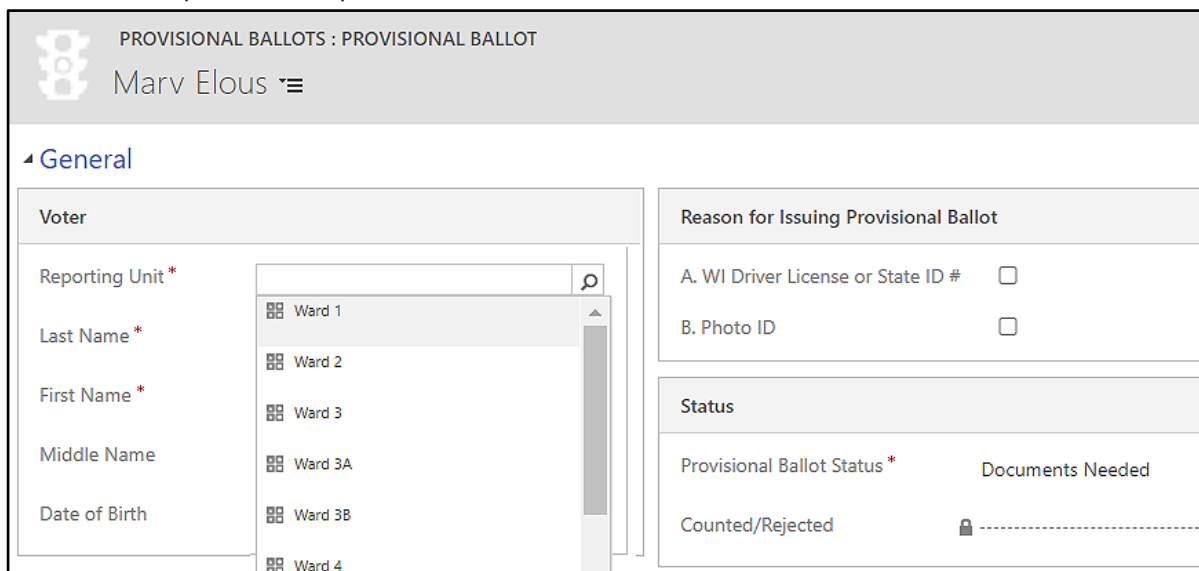 PROVISIONAL BALLOTS : PROVISIONAL BALLOT
Marv Elous
General
Voter
Reporting Unit *
Ward 1
Ward 2
Ward 3
Ward 3A
Ward 3B
Ward 4
Last Name *
First Name *
Middle Name
Date of Birth
Reason for Issuing Provisional Ballot
A. WI Driver License or State ID #
B. Photo ID
Status
Provisional Ballot Status * Documents Needed
Counted/Rejected --------------------------